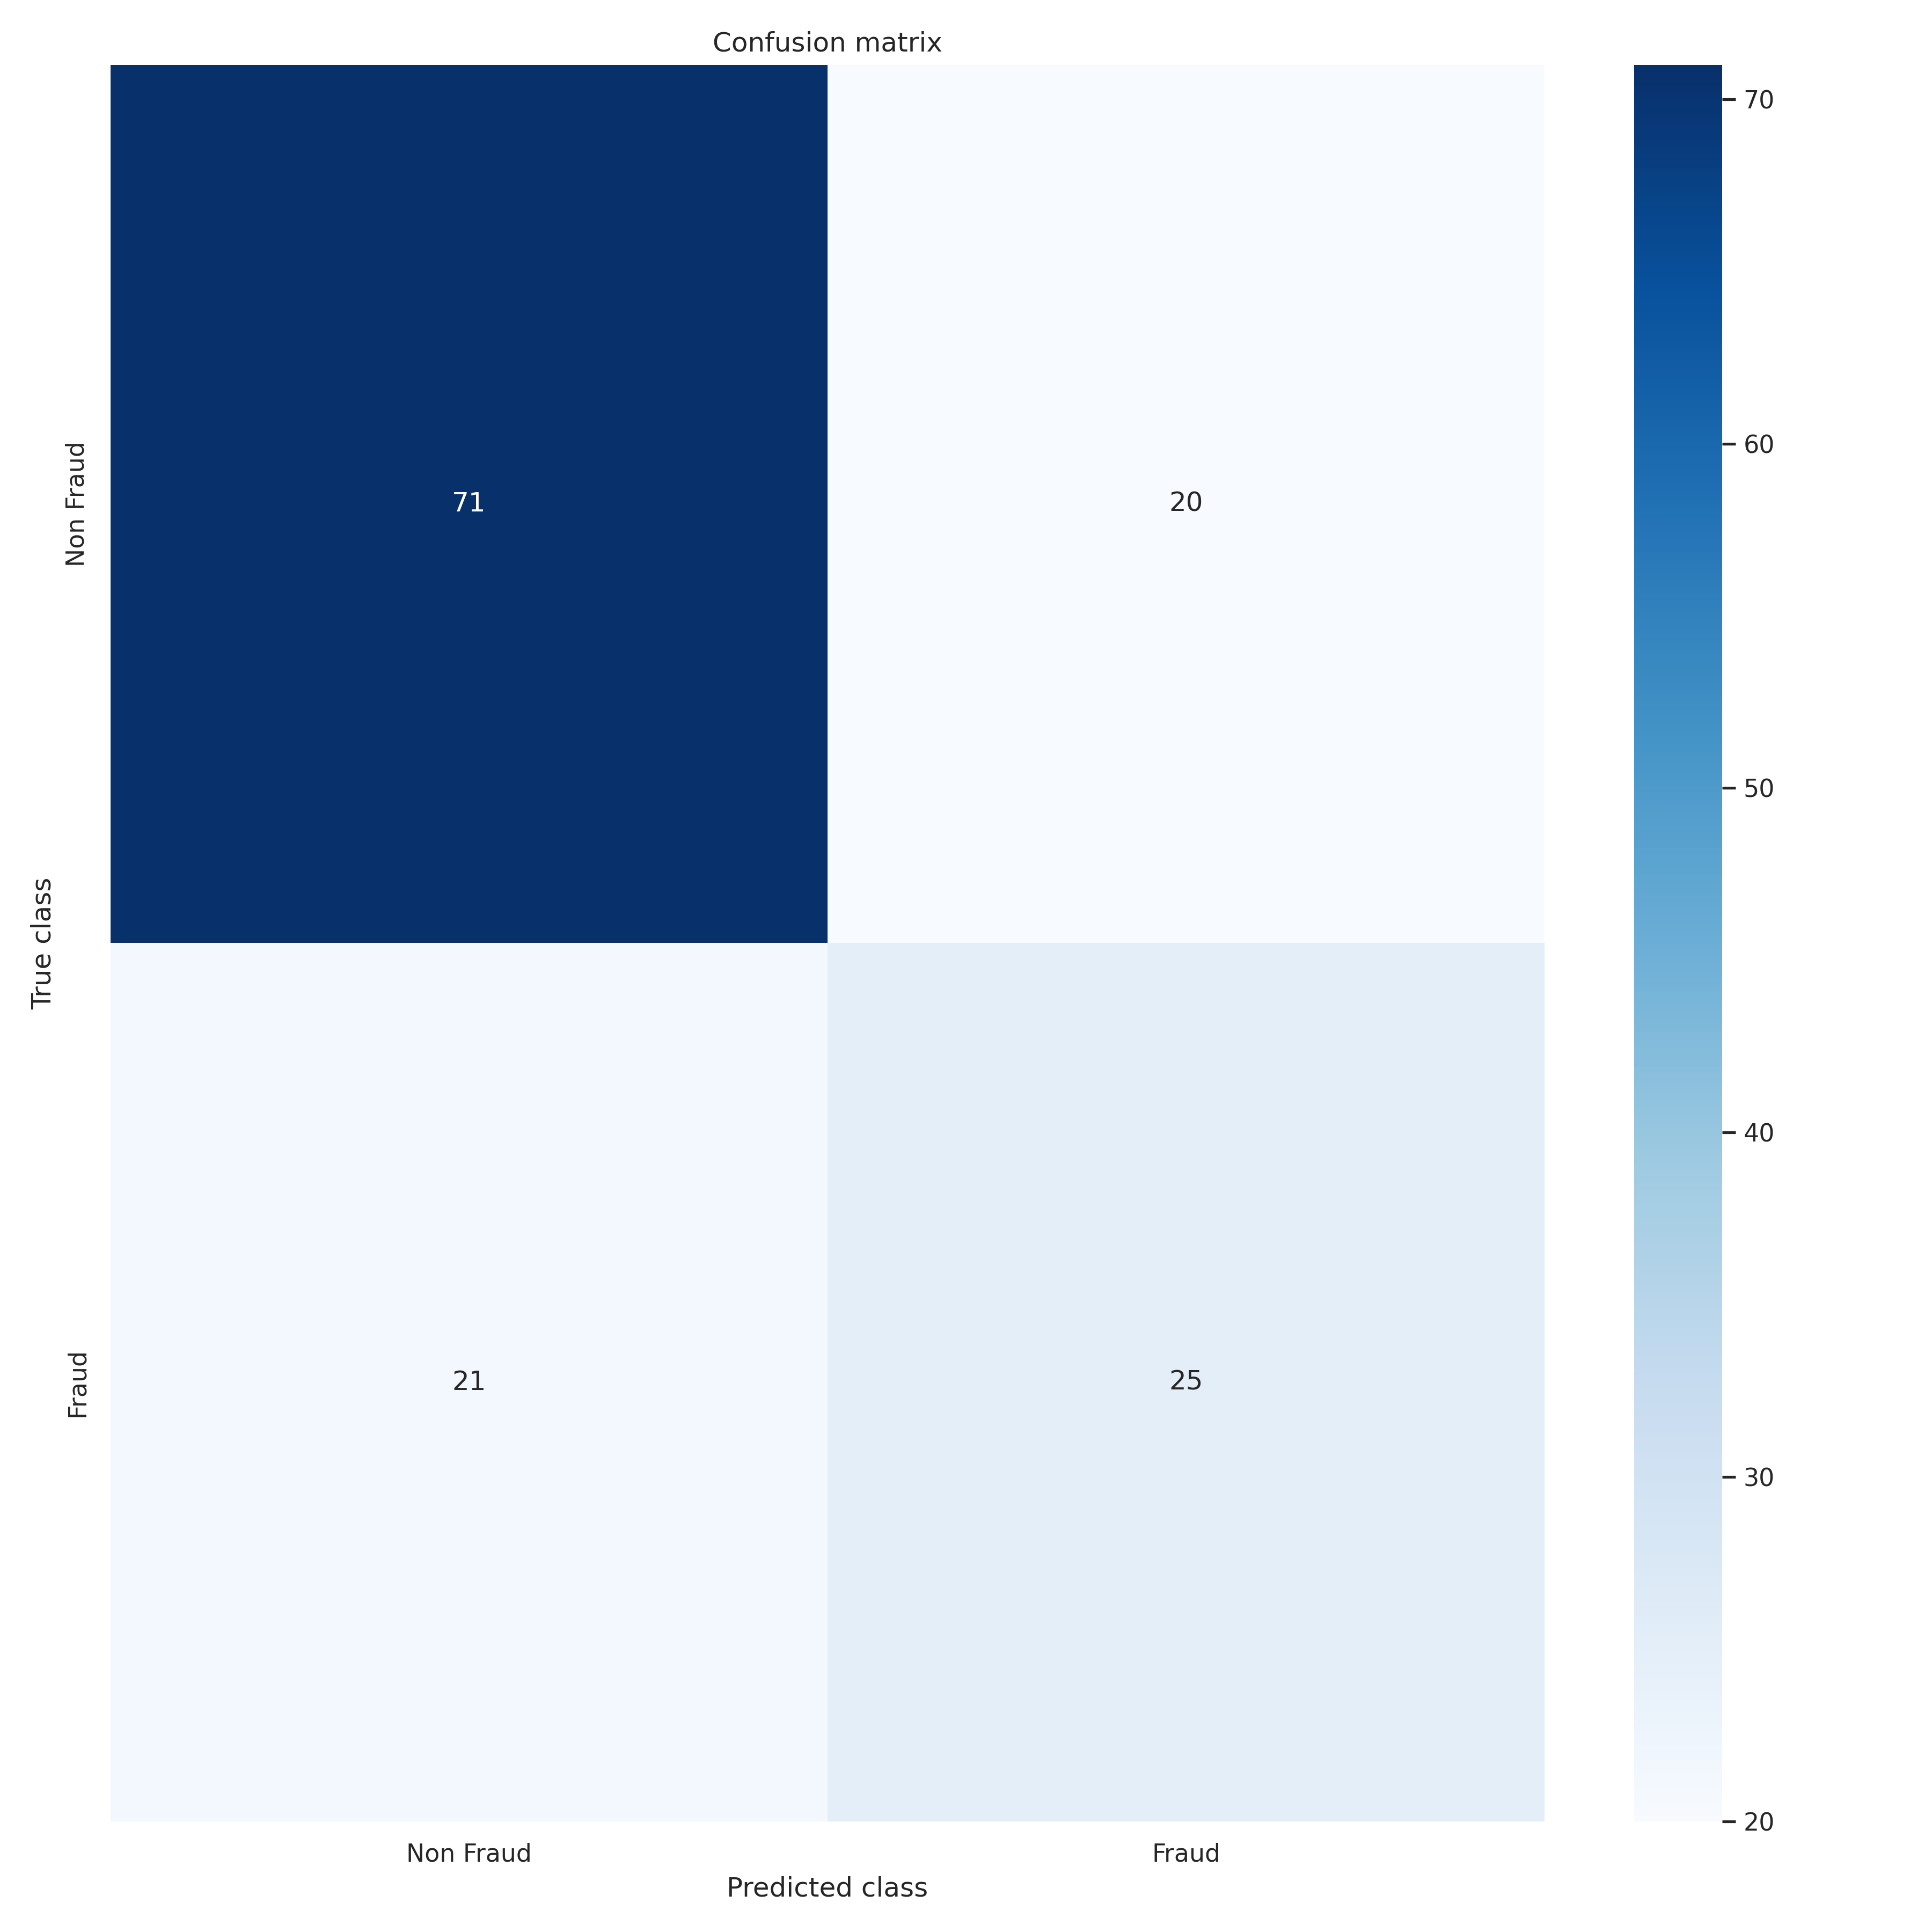 Confusion matrix
Non Fraud
Fraud
True class
71
20
21
25
Non Fraud
Fraud
Predicted class
70
60
50
40
30
20